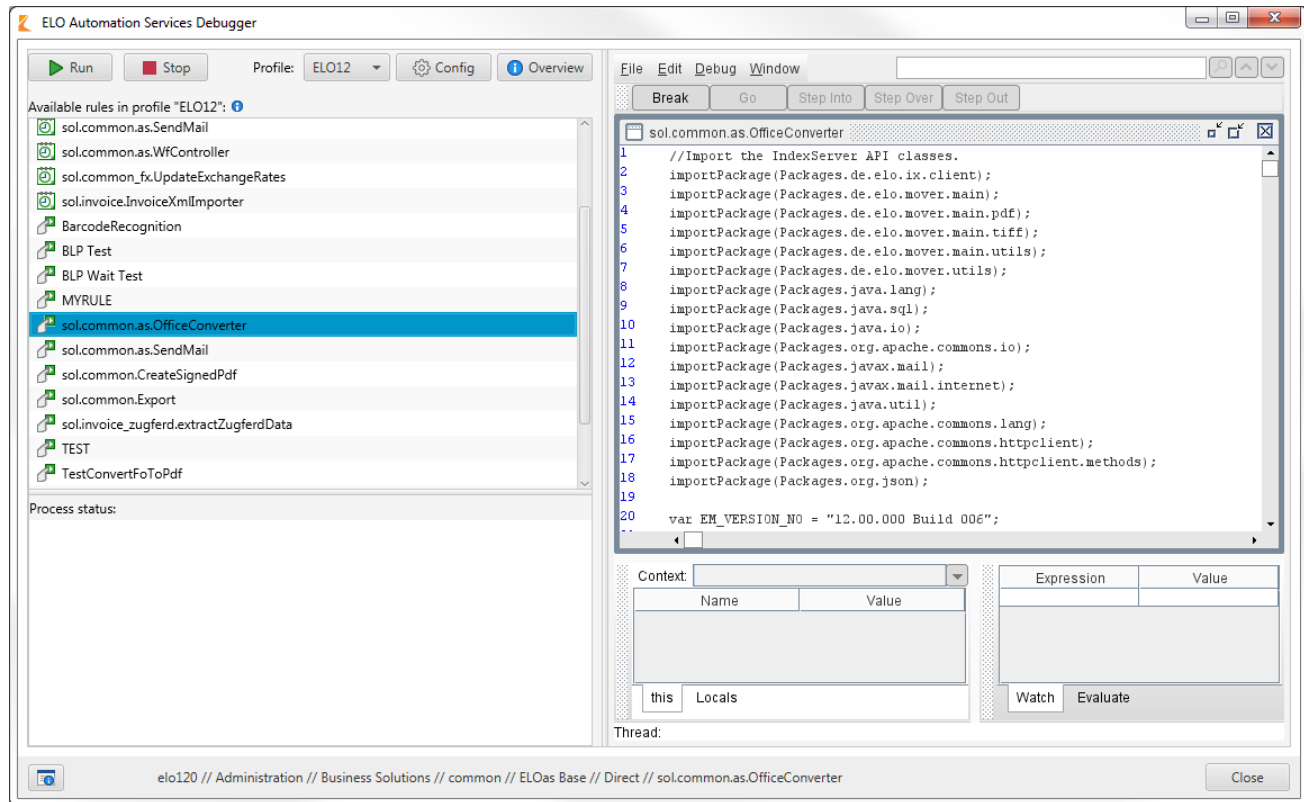 ELO Automation Services Debugger
Run Stop Profile: ELO12 Config Overview
Available rules in profile "ELO12":
sol.common.as.SendMail
sol.common.as.WfController
sol.common_fx.UpdateExchangeRates
sol.invoice.InvoiceXmlImporter
BarcodeRecognition
BLP Test
BLP Wait Test
MYRULE
sol.common.as.OfficeConverter
sol.common.as.SendMail
sol.common.CreateSignedPdf
sol.common.Export
sol.invoice_zugferd.extractZugferdData
TEST
TestConvertFoToPdf
Process status:
File Edit Debug Window
Break Go Step Into Step Over Step Out
sol.common.as.OfficeConverter
1 //Import the IndexServer API classes.
2 importPackage(Packages.de.elo.ix.client);
3 importPackage(Packages.de.elo.mover.main);
4 importPackage(Packages.de.elo.mover.main.pdf);
5 importPackage(Packages.de.elo.mover.main.tiff);
6 importPackage(Packages.de.elo.mover.main.utils);
7 importPackage(Packages.de.elo.mover.utils);
8 importPackage(Packages.java.lang);
9 importPackage(Packages.java.sql);
10 importPackage(Packages.java.io);
11 importPackage(Packages.org.apache.commons.io);
12 importPackage(Packages.javax.mail);
13 importPackage(Packages.javax.mail.internet);
14 importPackage(Packages.java.util);
15 importPackage(Packages.org.apache.commons.lang);
16 importPackage(Packages.org.apache.commons.httpclient);
17 importPackage(Packages.org.apache.commons.httpclient.methods);
18 importPackage(Packages.org.json);
19
20 var EM_VERSION_NO = "12.00.000 Build 006";
Context:
Name Value
this Locals
Expression Value
Watch Evaluate
Thread:
elo120 // Administration // Business Solutions // common // ELOas Base // Direct // sol.common.as.OfficeConverter
Close